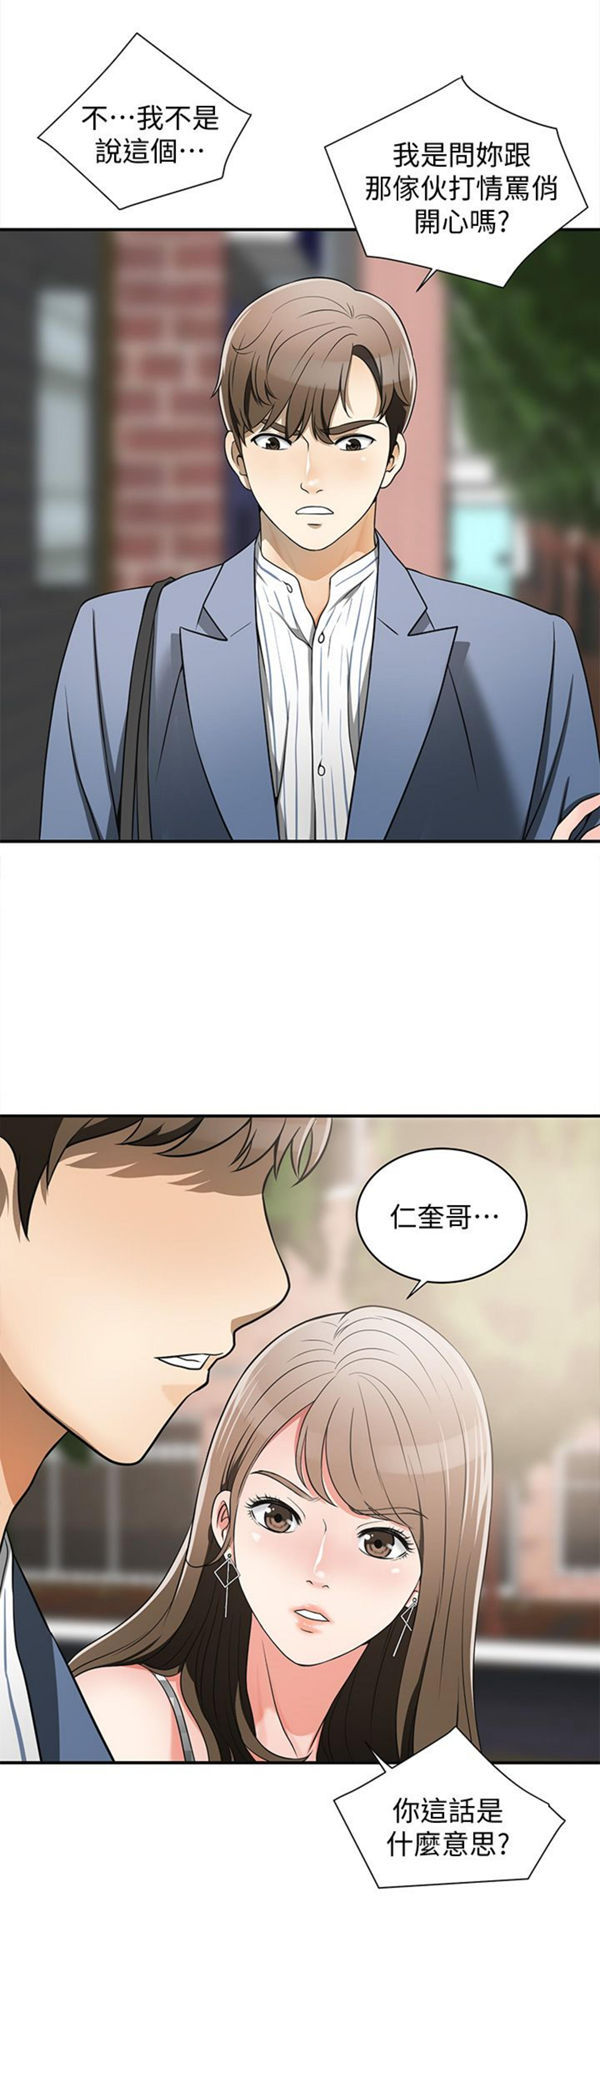 不⋯我不是
說這個⋯
我是問妳跟
那傢伙打情罵俏
開心嗎?
仁奎哥⋯
你這話是
什麼意思?